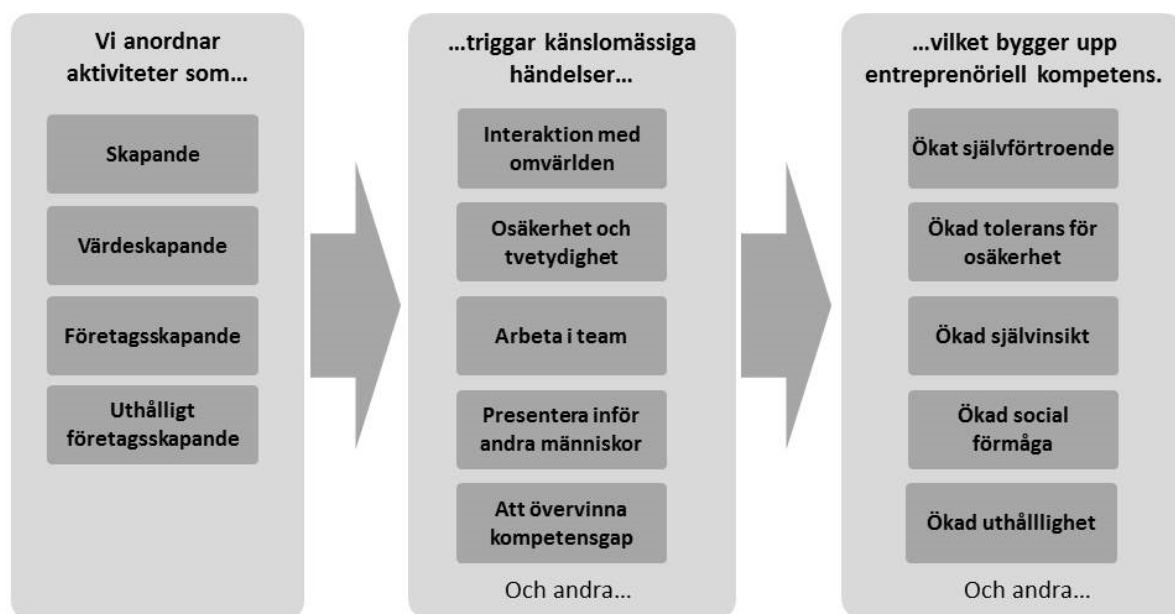 Vi anordnar
aktiviteter som...
Skapande
Värdeskapande
Företagsskapande
Uthålligt
företagsskapande
...triggar känslomässiga
händelser...
Interaktion med
omvärlden
Osäkerhet och
tvetydighet
Arbeta i team
Presentera inför
andra människor
Att övervinna
kompetensgap
Och andra...
...vilket bygger upp
entreprenöriell kompetens.
Ökat självförtroende
Ökad tolerans för
osäkerhet
Ökad självinsikt
Ökad social
förmåga
Ökad uthålllighet
Och andra...